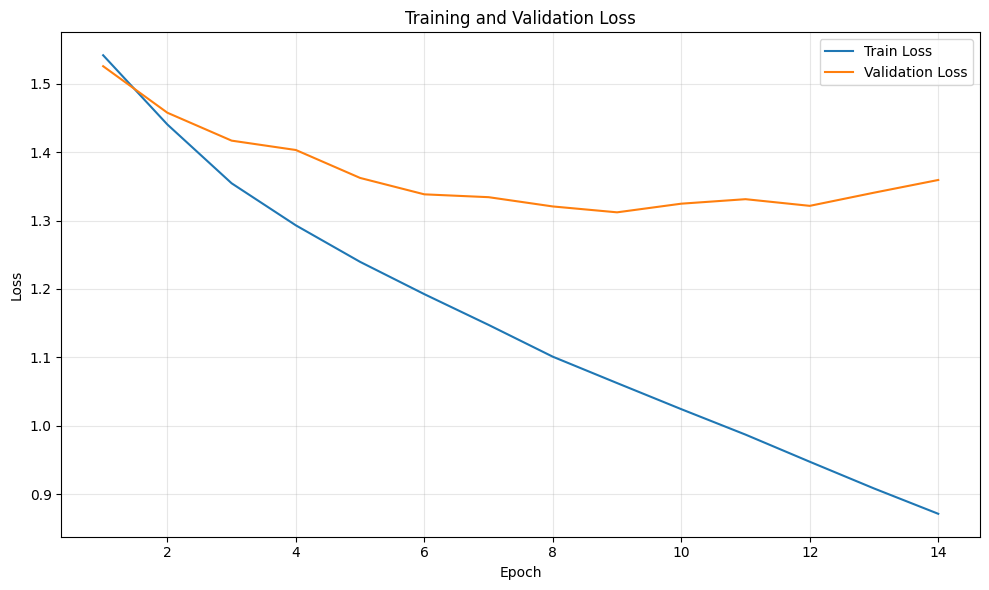 Training and Validation Loss
Train Loss
Validation Loss
1.5
1.4
1.3
1.2
1.1
1.0
0.9
Loss
2 4 6 8 10 12 14
Epoch